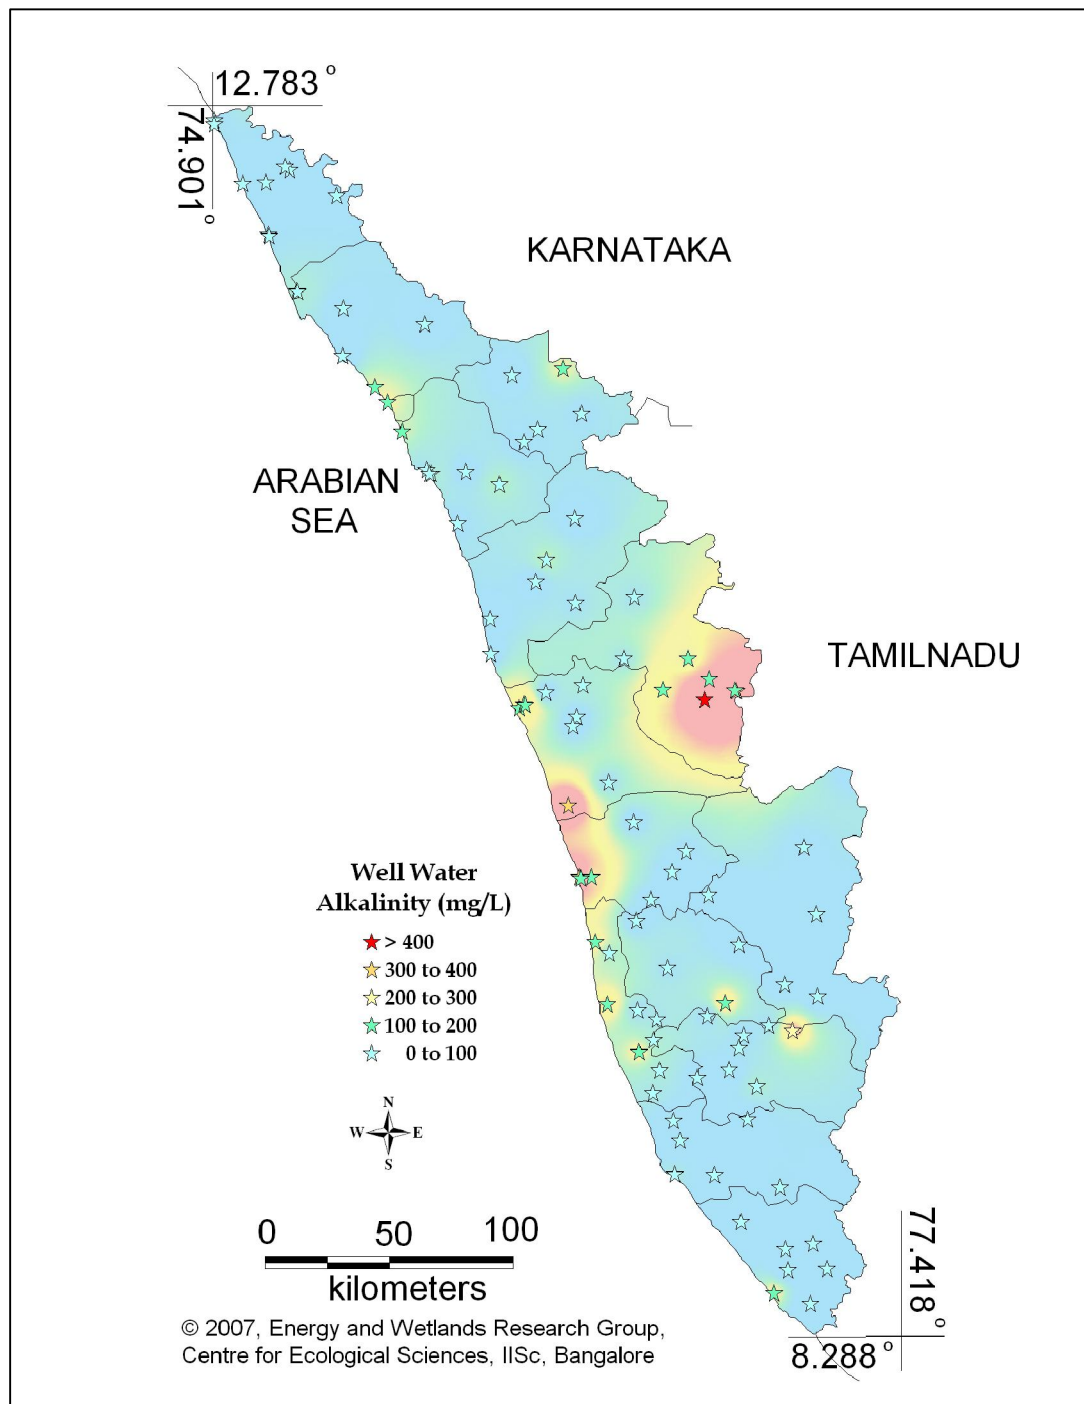 12.783 °
74.901°
KARNATAKA
ARABIAN
SEA
TAMILNADU
Well Water
Alkalinity (mg/L)
> 400
300 to 400
200 to 300
100 to 200
0 to 100
N
W E
S
0 50 100
kilometers
77.418 °
8.288 °
© 2007, Energy and Wetlands Research Group,
Centre for Ecological Sciences, IISc, Bangalore